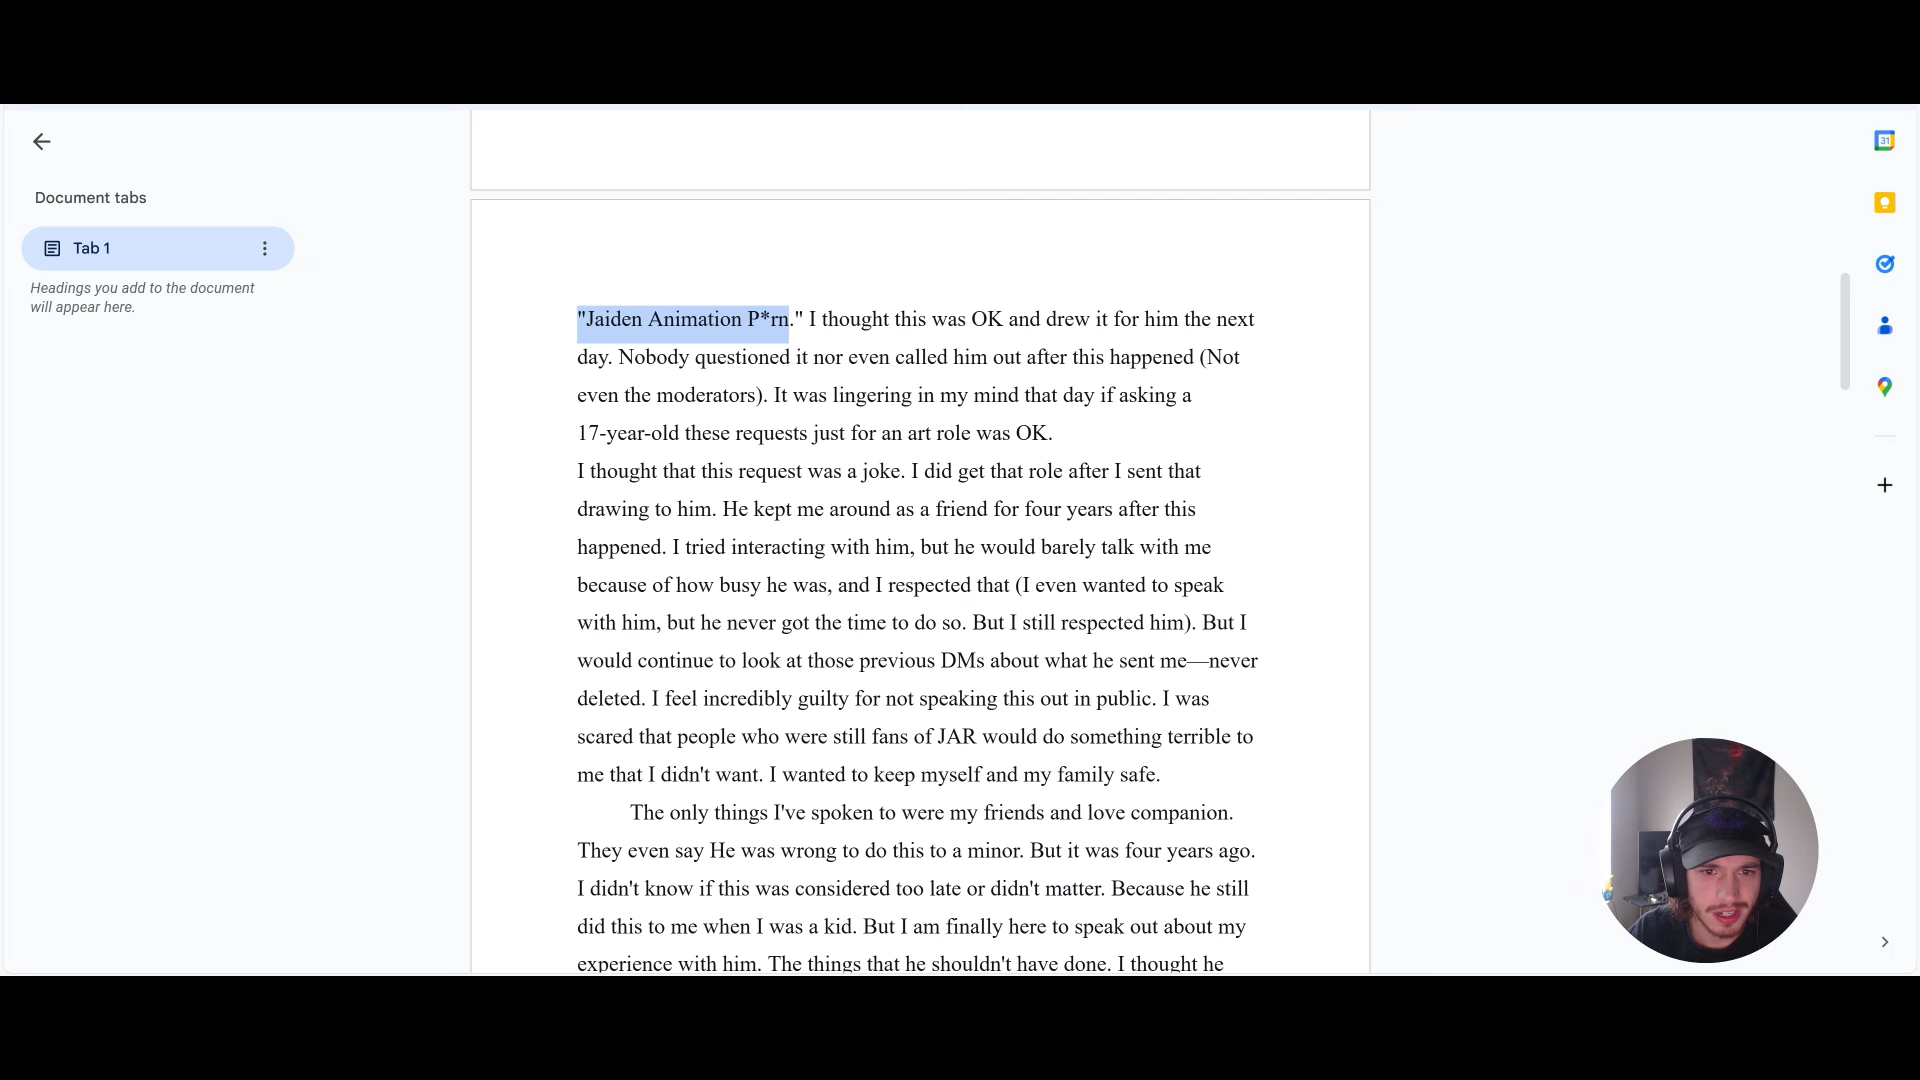 Document tabs
Tab 1
Headings you add to the document
will appear here.
"Jaiden Animation P*rn." I thought this was OK and drew it for him the next
day. Nobody questioned it nor even called him out after this happened (Not
even the moderators). It was lingering in my mind that day if asking a
17-year-old these requests just for an art role was OK.
I thought that this request was a joke. I did get that role after I sent that
drawing to him. He kept me around as a friend for four years after this
happened. I tried interacting with him, but he would barely talk with me
because of how busy he was, and I respected that (I even wanted to speak
with him, but he never got the time to do so. But I still respected him). But I
would continue to look at those previous DMs about what he sent me—never
deleted. I feel incredibly guilty for not speaking this out in public. I was
scared that people who were still fans of JAR would do something terrible to
me that I didn't want. I wanted to keep myself and my family safe.
The only things I've spoken to were my friends and love companion.
They even say He was wrong to do this to a minor. But it was four years ago.
I didn't know if this was considered too late or didn't matter. Because he still
did this to me when I was a kid. But I am finally here to speak out about my
experience with him. The things that he shouldn't have done. I thought he
31